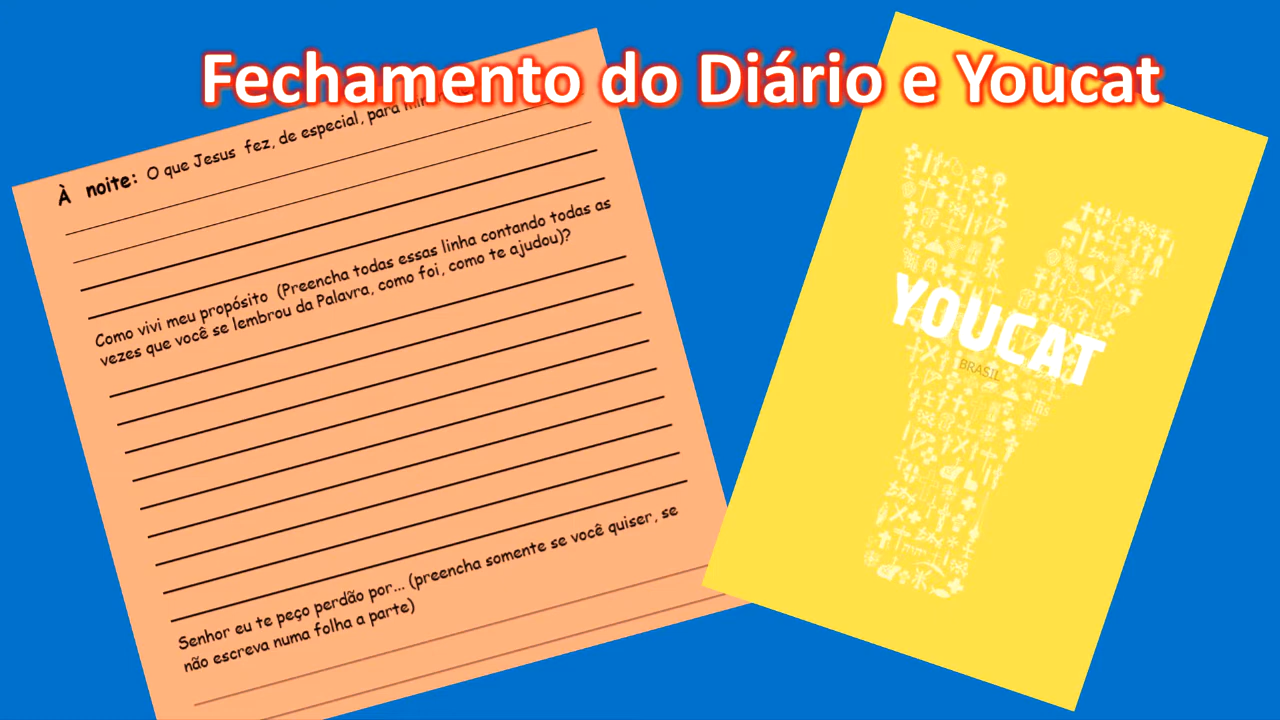 Fechamento do Diário e Youcat
À noite: O que Jesus fez, de especial, para
Como vivi meu propósito (Preencha todas essas linha contando todas as
vezes que você se lembrou da Palavra, como foi, como te ajudou)?
Senhor eu te peço perdão por... (preencha somente se você quiser, se
não escreva numa folha a parte)
YOUCAT
BRASIL